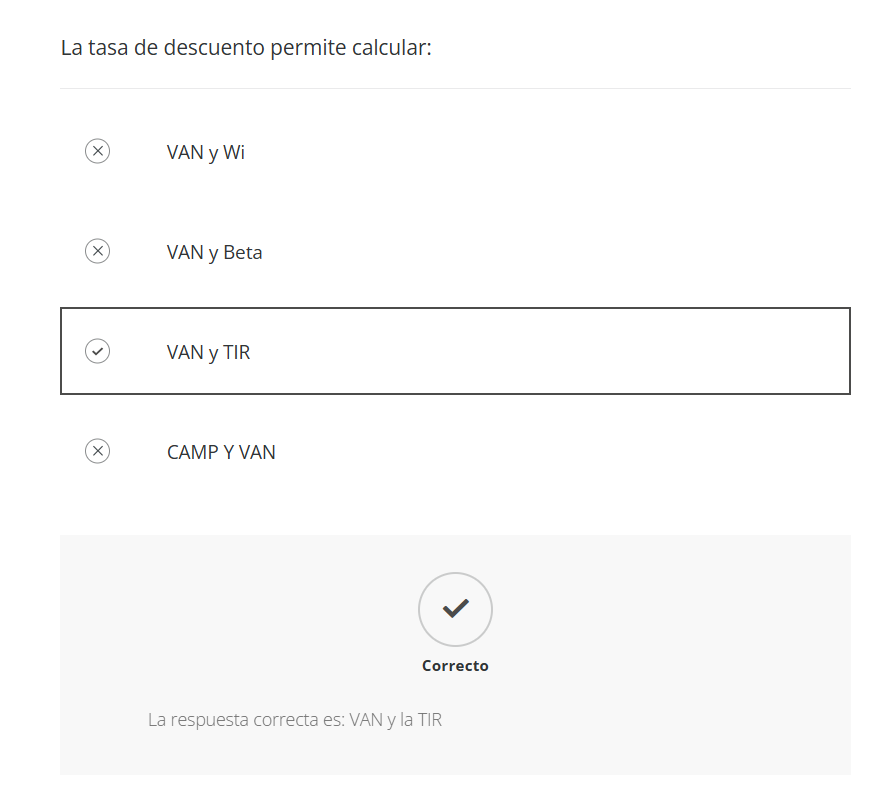 La tasa de descuento permite calcular:
VAN y Wi
VAN y Beta
VAN y TIR
CAMP Y VAN
Correcto
La respuesta correcta es: VAN y la TIR